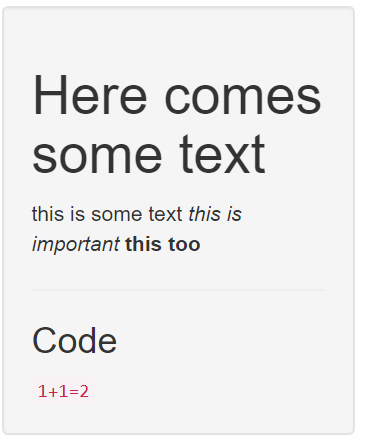 Here comes
some text
this is some text this is
important this too
Code
1+1=2